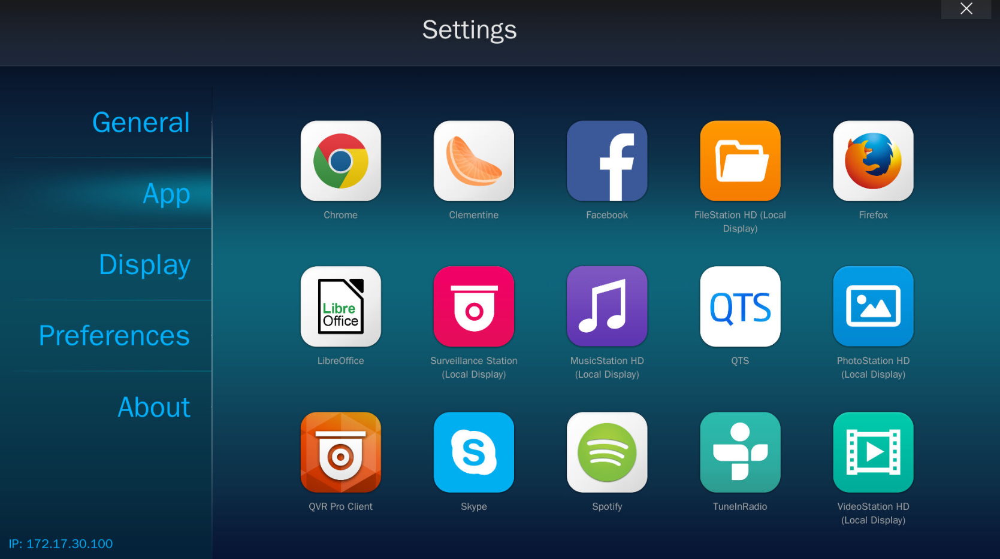 Settings
General
App
Display
Preferences
About
Chrome
Clementine
Facebook
FileStation HD (Local
Display)
Firefox
Libre
Office
QTS
LibreOffice
Surveillance Station
(Local Display)
MusicStation HD
(Local Display)
QTS
PhotoStation HD
(Local Display)
QVR Pro Client
Skype
Spotify
TuneInRadio
VideoStation HD
(Local Display)
IP: 172.17.30.100